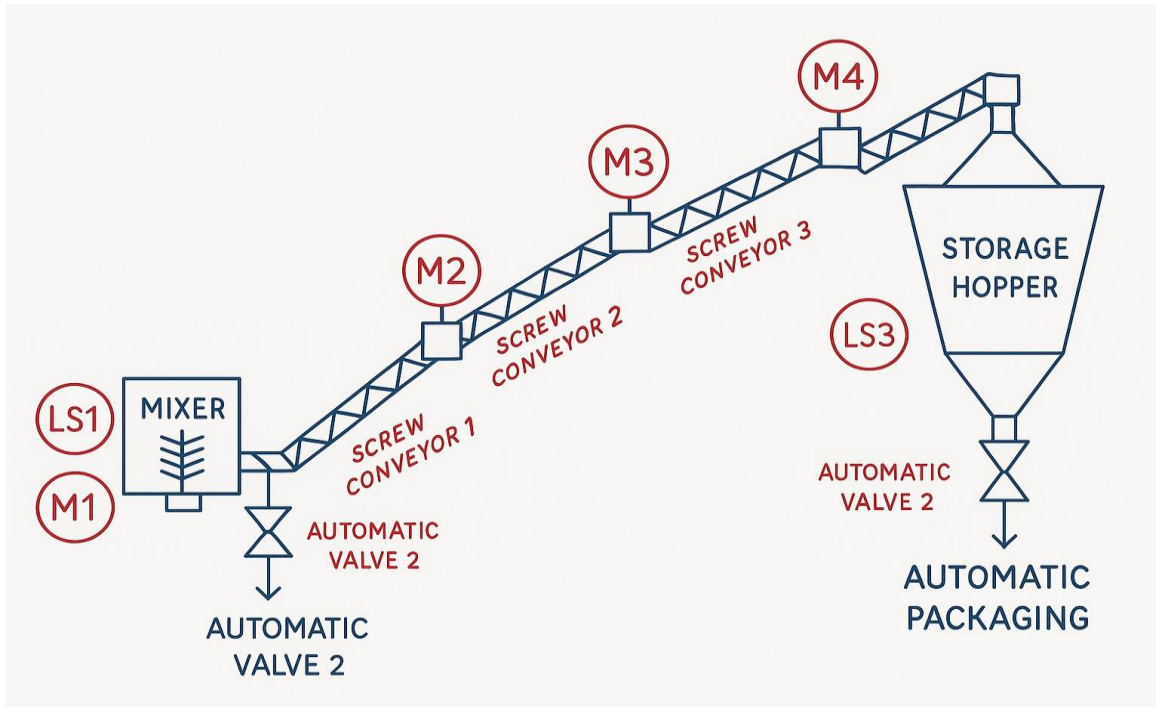 M4
M3
M2
SCREW
CONVEYOR 3
STORAGE
HOPPER
SCREW
CONVEYOR 2
LS3
LS1
MIXER
SCREW
CONVEYOR 1
M1
AUTOMATIC
VALVE 2
AUTOMATIC
VALVE 2
AUTOMATIC
PACKAGING
AUTOMATIC
VALVE 2